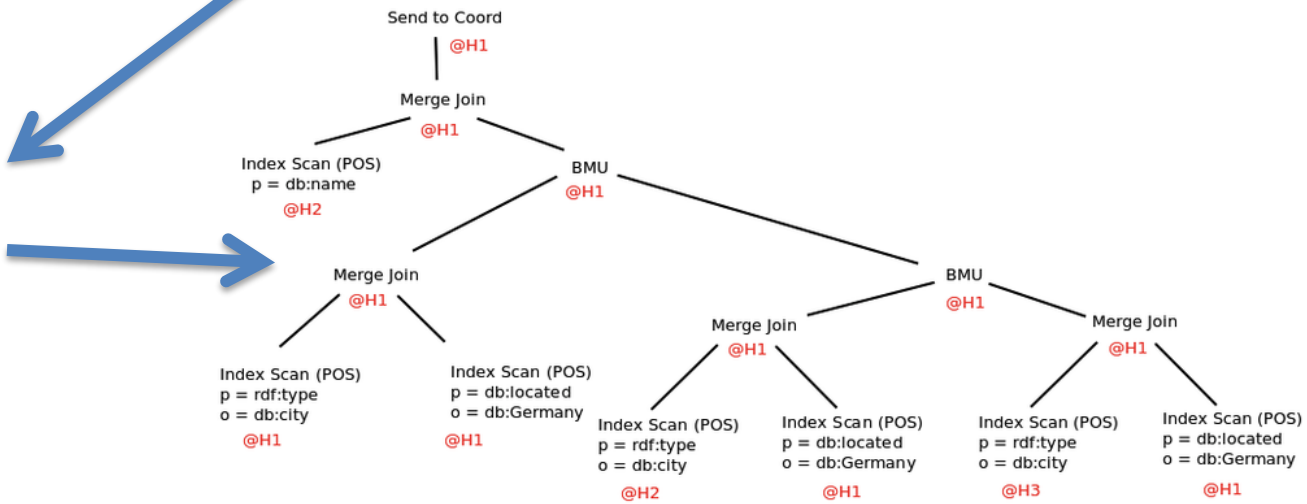 Send to Coord
@H1
Merge Join
@H1
Index Scan (POS)
p = db:name
@H2
BMU
@H1
Merge Join
@H1
BMU
@H1
Merge Join
@H1
Merge Join
@H1
Index Scan (POS)
p = rdf:type
o = db:city
@H1
Index Scan (POS)
p = db:located
o = db:Germany
@H1
Index Scan (POS)
p = rdf:type
o = db:city
@H2
Index Scan (POS)
p = db:located
o = db:Germany
@H1
Index Scan (POS)
p = rdf:type
o = db:city
@H3
Index Scan (POS)
p = db:located
o = db:Germany
@H1